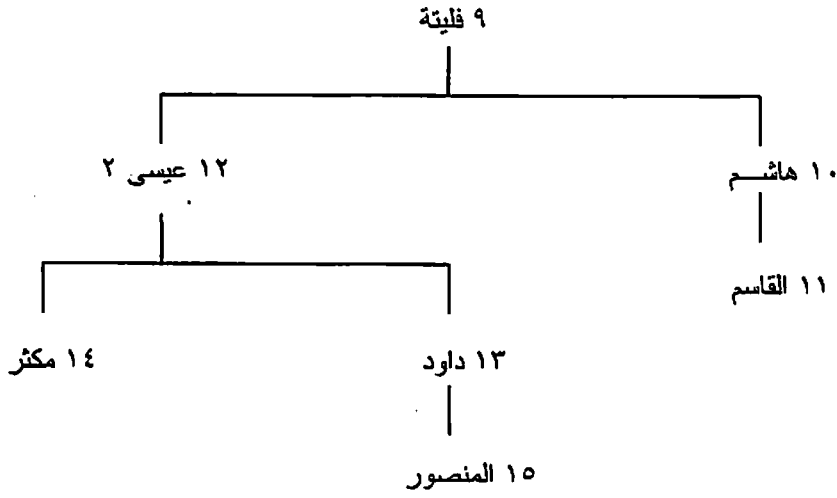 ٩ فليتة
١٠ هاشم
١٢ عيسى ٢
١١ القاسم
١٣ داود
١٤ مكثر
١٥ المنصور